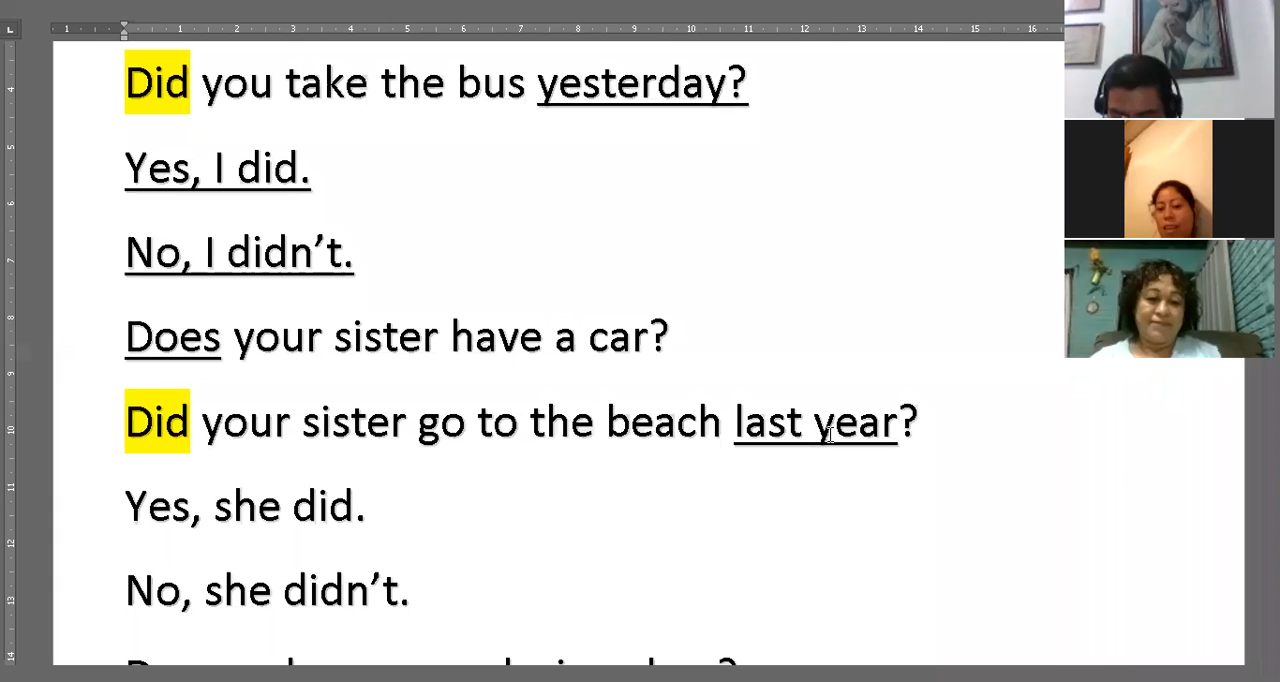 Did you take the bus yesterday?
Yes, I did.
No, I didn't.
Does your sister have a car?
Did your sister go to the beach last year?
Yes, she did.
No, she didn't.